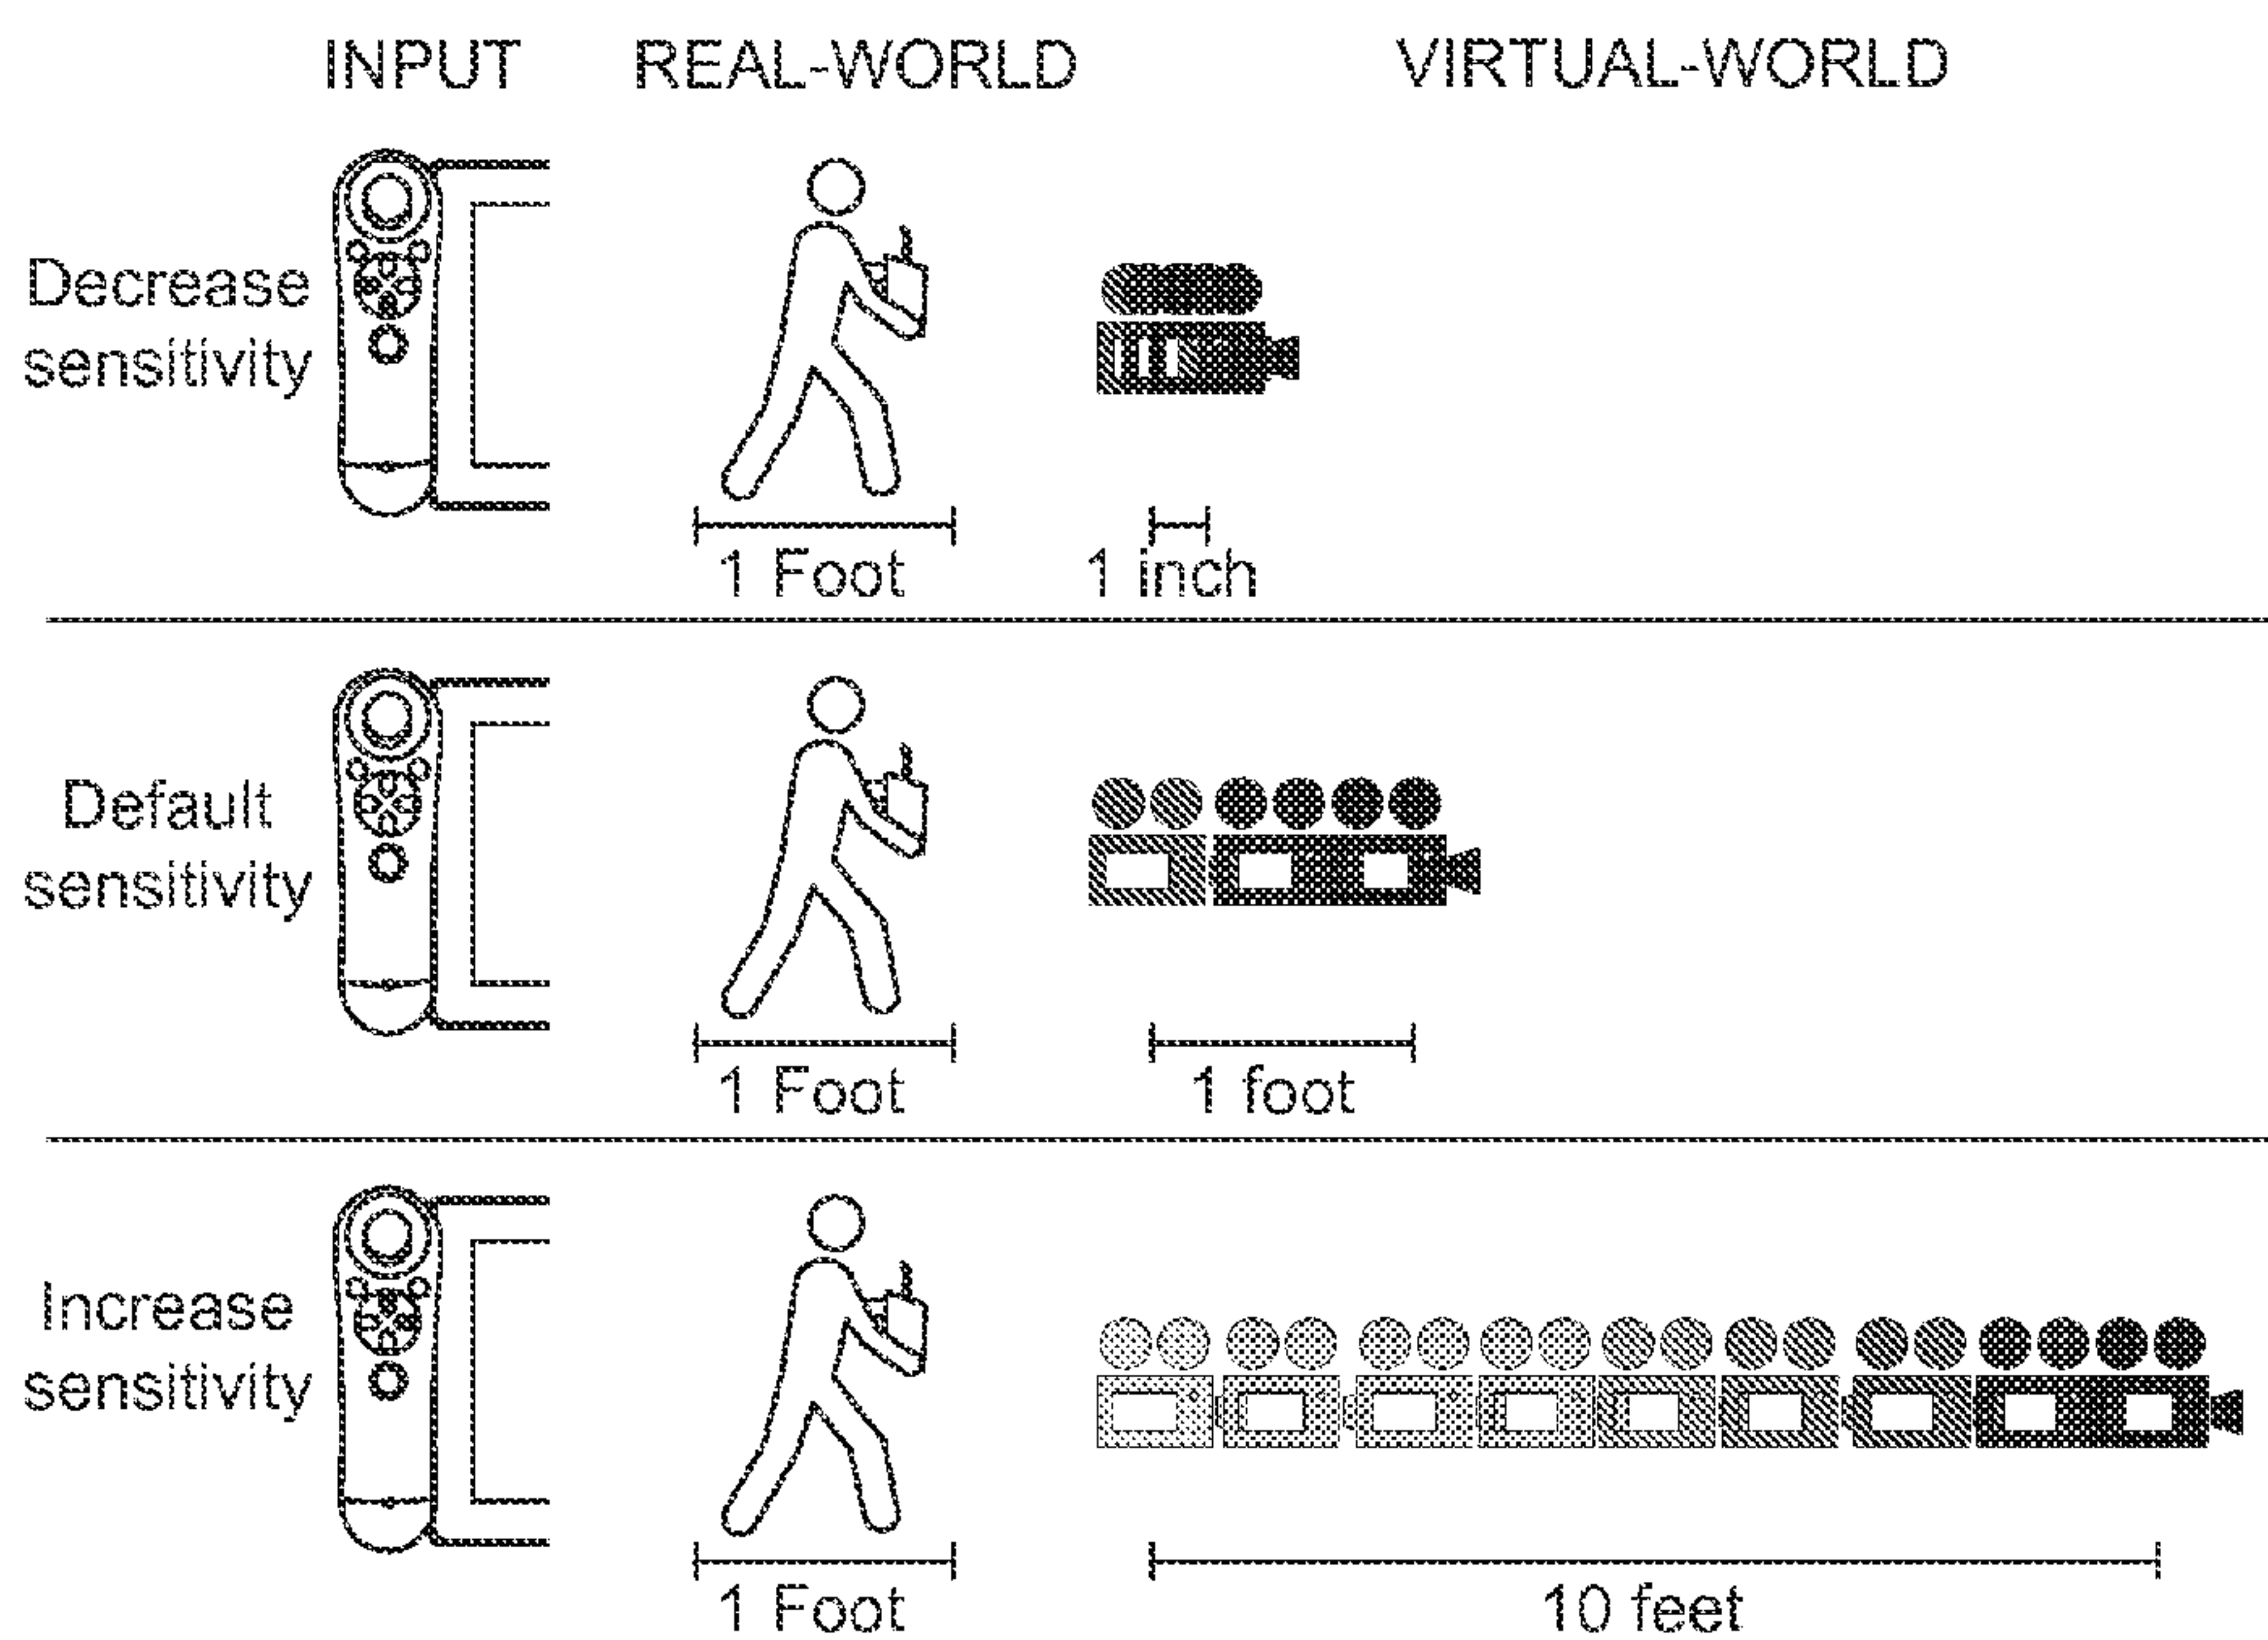 INPUT REAL-WORLD VIRTUAL-WORLD
Decrease
sensitivity
1 Foot 1 inch
Default
sensitivity
1 Foot 1 foot
Increase
sensitivity
1 Foot 10 feet